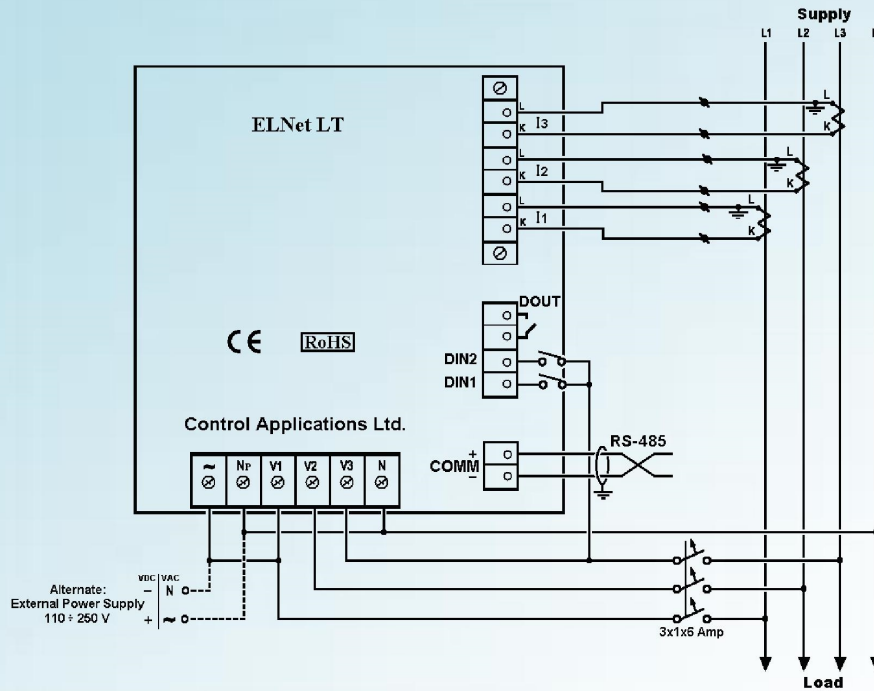 Supply
L1 L2 L3
ELNet LT
L
K I3
L
K I2
L
K I1
L
K
L
K
L
K
DOUT
DIN2
DIN1
CE RoHS
Control Applications Ltd.
~ NP V1 V2 V3 N
COMM + −
RS-485
VDC VAC
Alternate:
External Power Supply
110 ÷ 250 V
− N
+ ~
3x1x6 Amp
Load